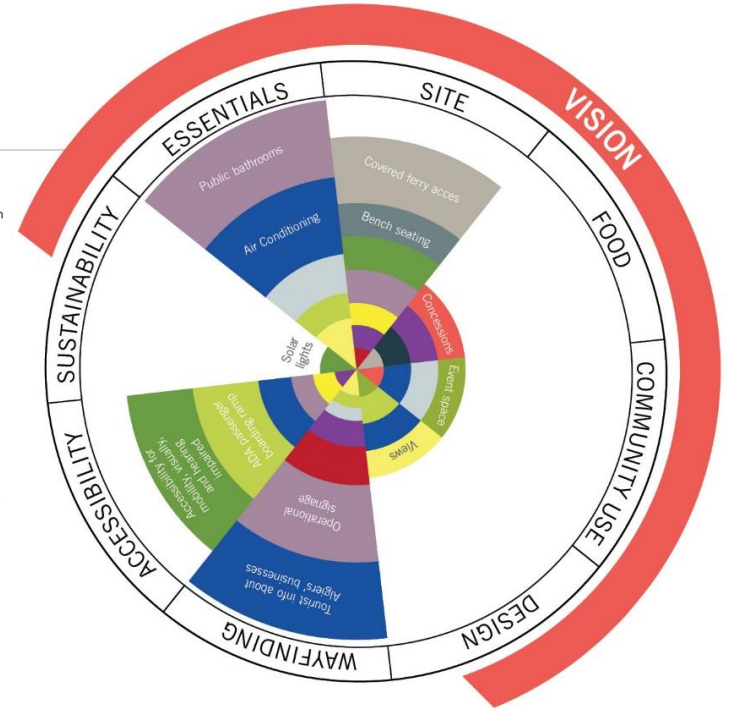 VISION
ESSENTIALS
SITE
FOOD
COMMUNITY USE
DESIGN
WAYFINDING
ACCESSIBILITY
SUSTAINABILITY
Public bathrooms
Air Conditioning
Covered ferry acces
Bench seating
Concessions
Event space
Views
Operational
signage
Tourist info about
Algiers' businesses
ADA passenger
boarding ramp
Accessibility for
mobility, visually,
and hearing
impaired
Solar
lights